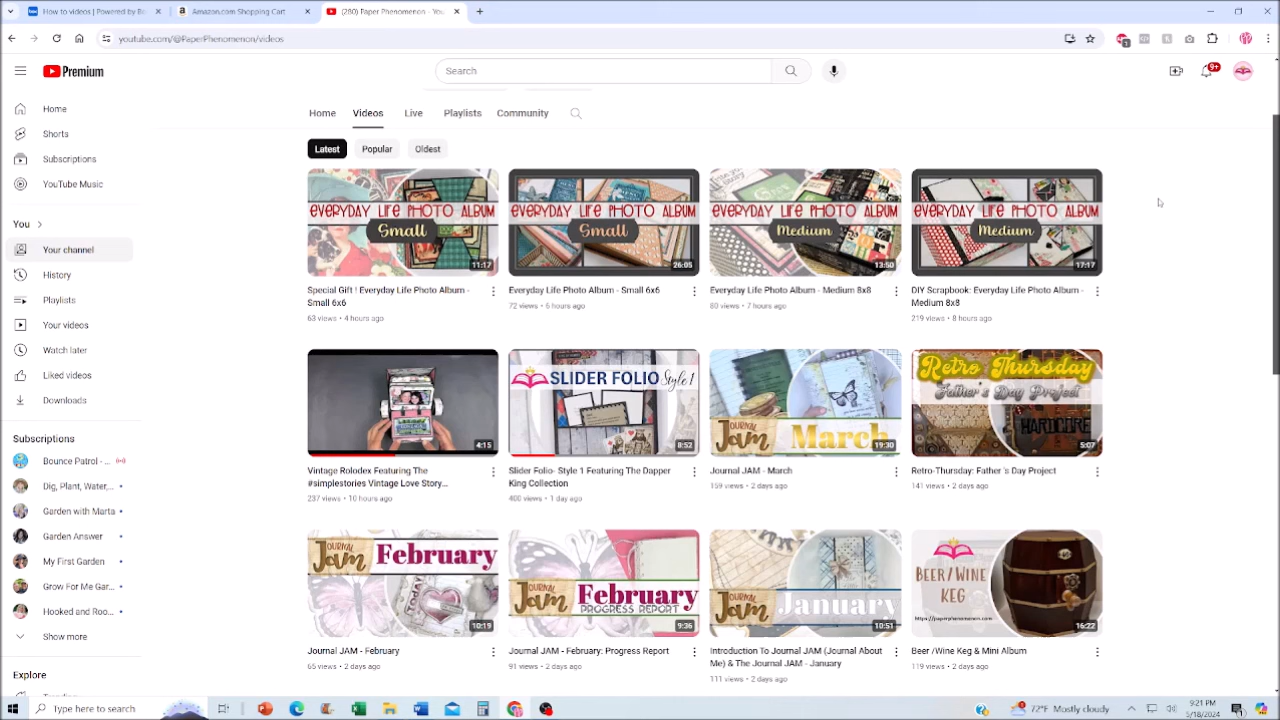 How to videos | Powered by Bo
Amazon.com Shopping Cart
(280) PaperPhenomenon - You
youtube.com/@PaperPhenomenon/videos
Premium
Search
9+
Home
Videos
Live
Playlists
Community
Latest
Popular
Oldest
Home
Shorts
Subscriptions
YouTube Music
You
Your channel
History
Playlists
Your videos
Watch later
Liked videos
Downloads
Subscriptions
Bounce Patrol - ...
Dig, Plant, Water,...
Garden with Marta
Garden Answer
My First Garden
Grow For Me Gar...
Hooked and Roo...
Show more
Explore
EVERYDAY LIFE PHOTO ALBUM
Small
11:17
EVERYDAY LIFE PHOTO ALBUM
Small
26:05
EVERYDAY LIFE PHOTO ALBUM
Medium
13:50
EVERYDAY LIFE PHOTO ALBUM
Medium
17:17
Special Gift ! Everyday Life Photo Album -
Small 6x6
63 views • 4 hours ago
Everyday Life Photo Album - Small 6x6
72 views • 6 hours ago
Everyday Life Photo Album - Medium 8x8
80 views • 7 hours ago
DIY Scrapbook: Everyday Life Photo Album -
Medium 8x8
219 views • 8 hours ago
4:15
SLIDER FOLIO Style 1
8:52
JOURNAL
Jam
March
19:30
Retro Thursday
Father's Day Project
HARDCORE
5:07
Vintage Rolodex Featuring The
#simplestories Vintage Love Story...
237 views • 10 hours ago
Slider Folio- Style 1 Featuring The Dapper
King Collection
400 views • 1 day ago
Journal JAM - March
159 views • 2 days ago
Retro-Thursday: Father 's Day Project
141 views • 2 days ago
JOURNAL
Jam
February
TODAY
10:19
JOURNAL
Jam
February
PROGRESS REPORT
9:36
JOURNAL
Jam
January
10:51
BEER/WINE
KEG
https://paperphenomenon.com
16:22
Journal JAM - February
65 views • 2 days ago
Journal JAM - February: Progress Report
91 views • 2 days ago
Introduction To Journal JAM (Journal About
Me) & The Journal JAM - January
111 views • 2 days ago
Beer /Wine Keg & Mini Album
119 views • 2 days ago
Type here to search
72°F Mostly cloudy
9:21 PM
5/18/2024